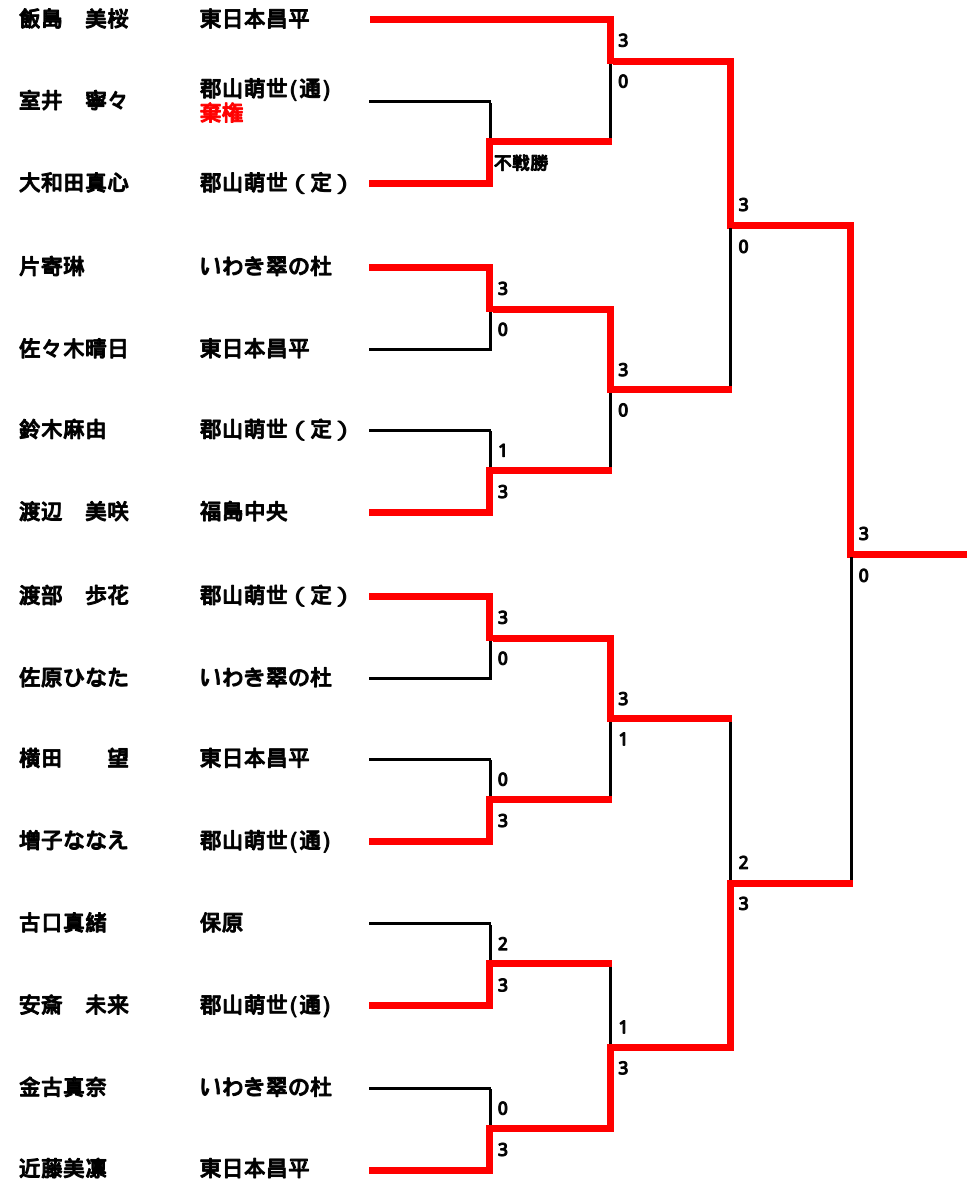 飯島　美桜　東日本昌平
3
0
室井　寧々　郡山萌世(通)
棄権
不戦勝
大和田真心　郡山萌世（定）
3
0
片寄琳　いわき翠の杜
3
0
佐々木晴日　東日本昌平
3
0
鈴木麻由　郡山萌世（定）
1
3
渡辺　美咲　福島中央
3
0
渡部　歩花　郡山萌世（定）
3
0
佐原ひなた　いわき翠の杜
3
1
横田　　望　東日本昌平
0
3
増子ななえ　郡山萌世(通)
2
3
古口真緒　保原
2
3
安斎　未来　郡山萌世(通)
1
3
金古真奈　いわき翠の杜
0
3
近藤美凛　東日本昌平